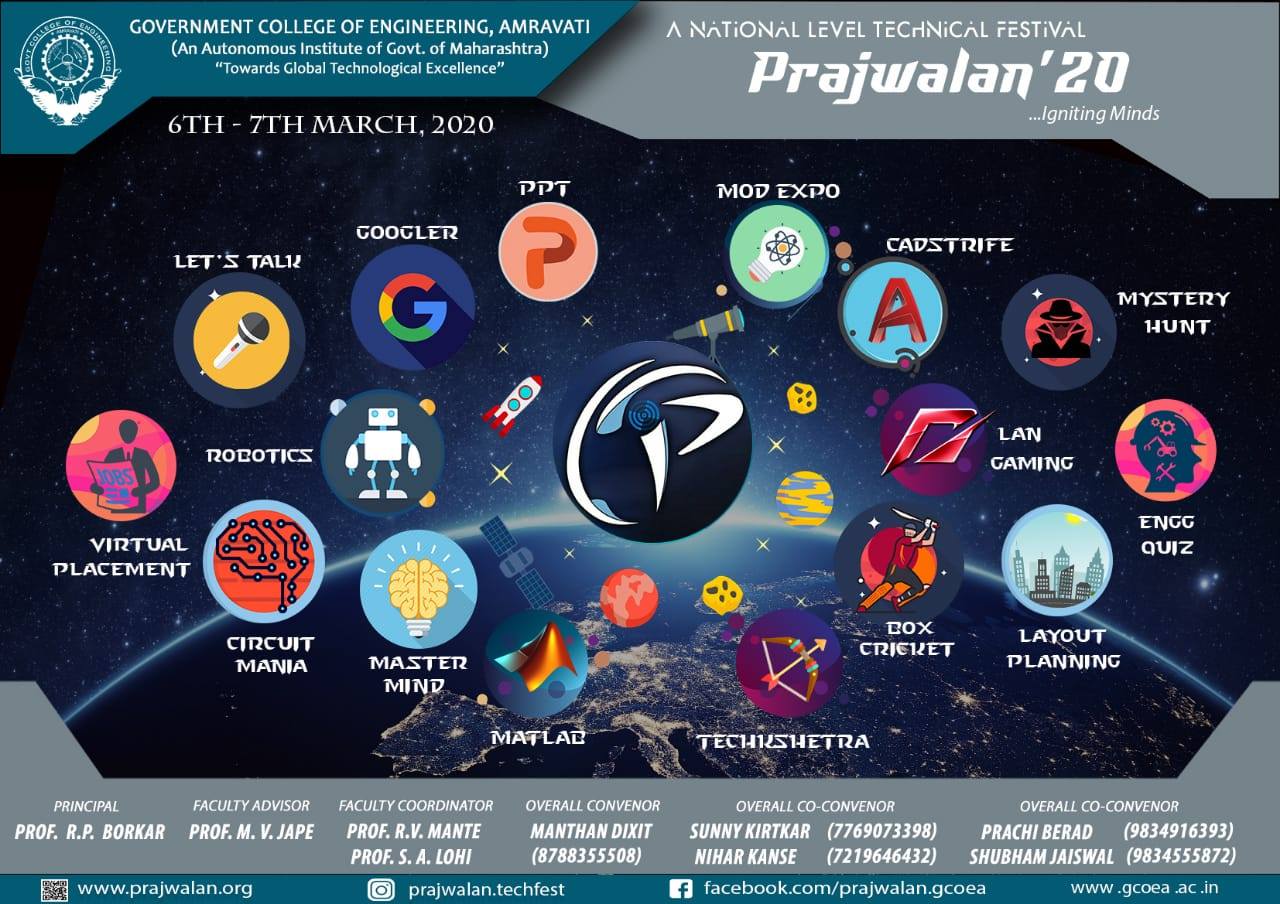 GOVERNMENT COLLEGE OF ENGINEERING, AMRAVATI
(An Autonomous Institute of Govt. of Maharashtra)
“Towards Global Technological Excellence”
A NATIONAL LEVEL TECHNICAL FESTIVAL
Prajwalan'20
...Igniting Minds
6TH - 7TH MARCH, 2020
PPT
MOD EXPO
GOOGLER
CADSTRIFE
LET'S TALK
MYSTERY
HUNT
ROBOTICS
LAN
GAMING
JOBS
VIRTUAL
PLACEMENT
ENGG
QUIZ
CIRCUIT
MANIA
MASTER
MIND
BOX
CRICKET
LAYOUT
PLANNING
MATLAB
TECHKSHETRA
PRINCIPAL
PROF. R.P. BORKAR
FACULTY ADVISOR
PROF. M. V. JAPE
FACULTY COORDINATOR
PROF. R.V. MANTE
PROF. S. A. LOHI
OVERALL CONVENOR
MANTHAN DIXIT
(8788355508)
OVERALL CO-CONVENOR
SUNNY KIRTKAR (7769073398)
NIHAR KANSE (7219646432)
OVERALL CO-CONVENOR
PRACHI BERAD (9834916393)
SHUBHAM JAISWAL (9834555872)
www.prajwalan.org
prajwalan.techfest
facebook.com/prajwalan.gcoea
www .gcoea .ac .in